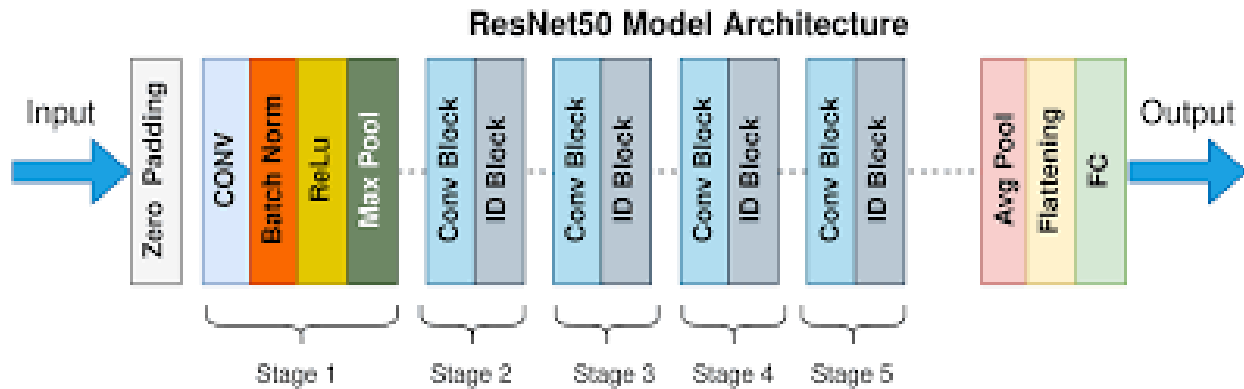 ResNet50 Model Architecture
Input
Zero Padding
CONV
Batch Norm
ReLu
Max Pool
Conv Block
ID Block
Conv Block
ID Block
Conv Block
ID Block
Conv Block
ID Block
Avg Pool
Flattening
FC
Output
Stage 1
Stage 2
Stage 3
Stage 4
Stage 5